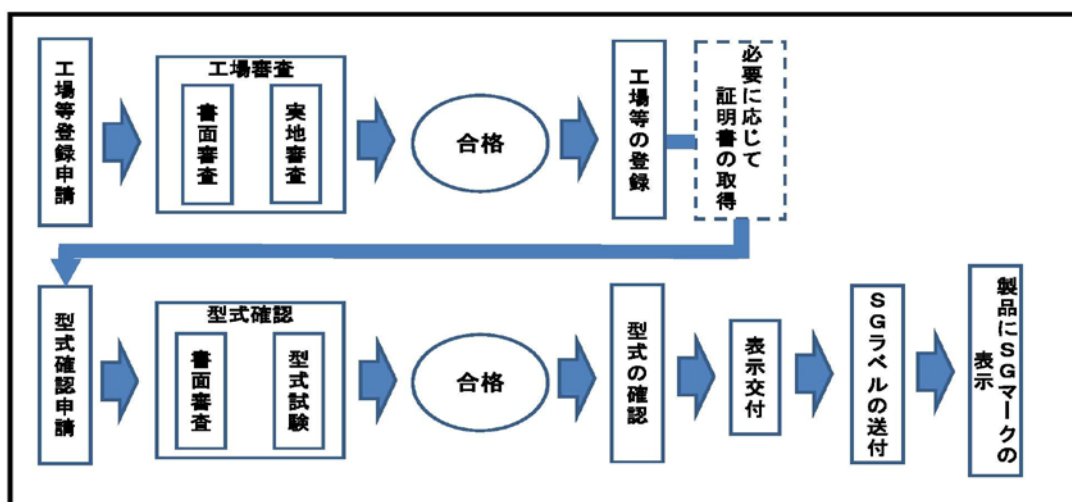 工場等登録申請
工場審査
書面審査
実地審査
合格
工場等の登録
必要に応じて
証明書の取得
型式確認申請
型式確認
書面審査
型式試験
合格
型式の確認
表示交付
SGラベルの送付
製品にSGマークの
表示